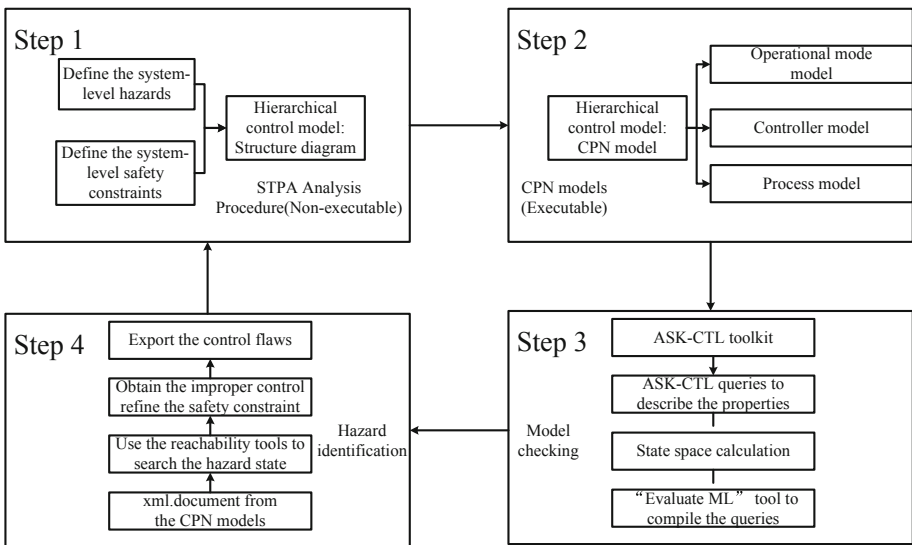 Step 1
Define the system-
level hazards
Define the system-
level safety
constraints
Hierarchical
control model:
Structure diagram
STPA Analysis
Procedure(Non-executable)
Step 2
Hierarchical
control model:
CPN model
CPN models
(Executable)
Operational mode
model
Controller model
Process model
Step 3
ASK-CTL toolkit
ASK-CTL queries to
describe the properties
State space calculation
“Evaluate ML” tool to
compile the queries
Model
checking
Step 4
Export the control flaws
Obtain the improper control
refine the safety constraint
Use the reachability tools to
search the hazard state
xml.document from
the CPN models
Hazard
identification